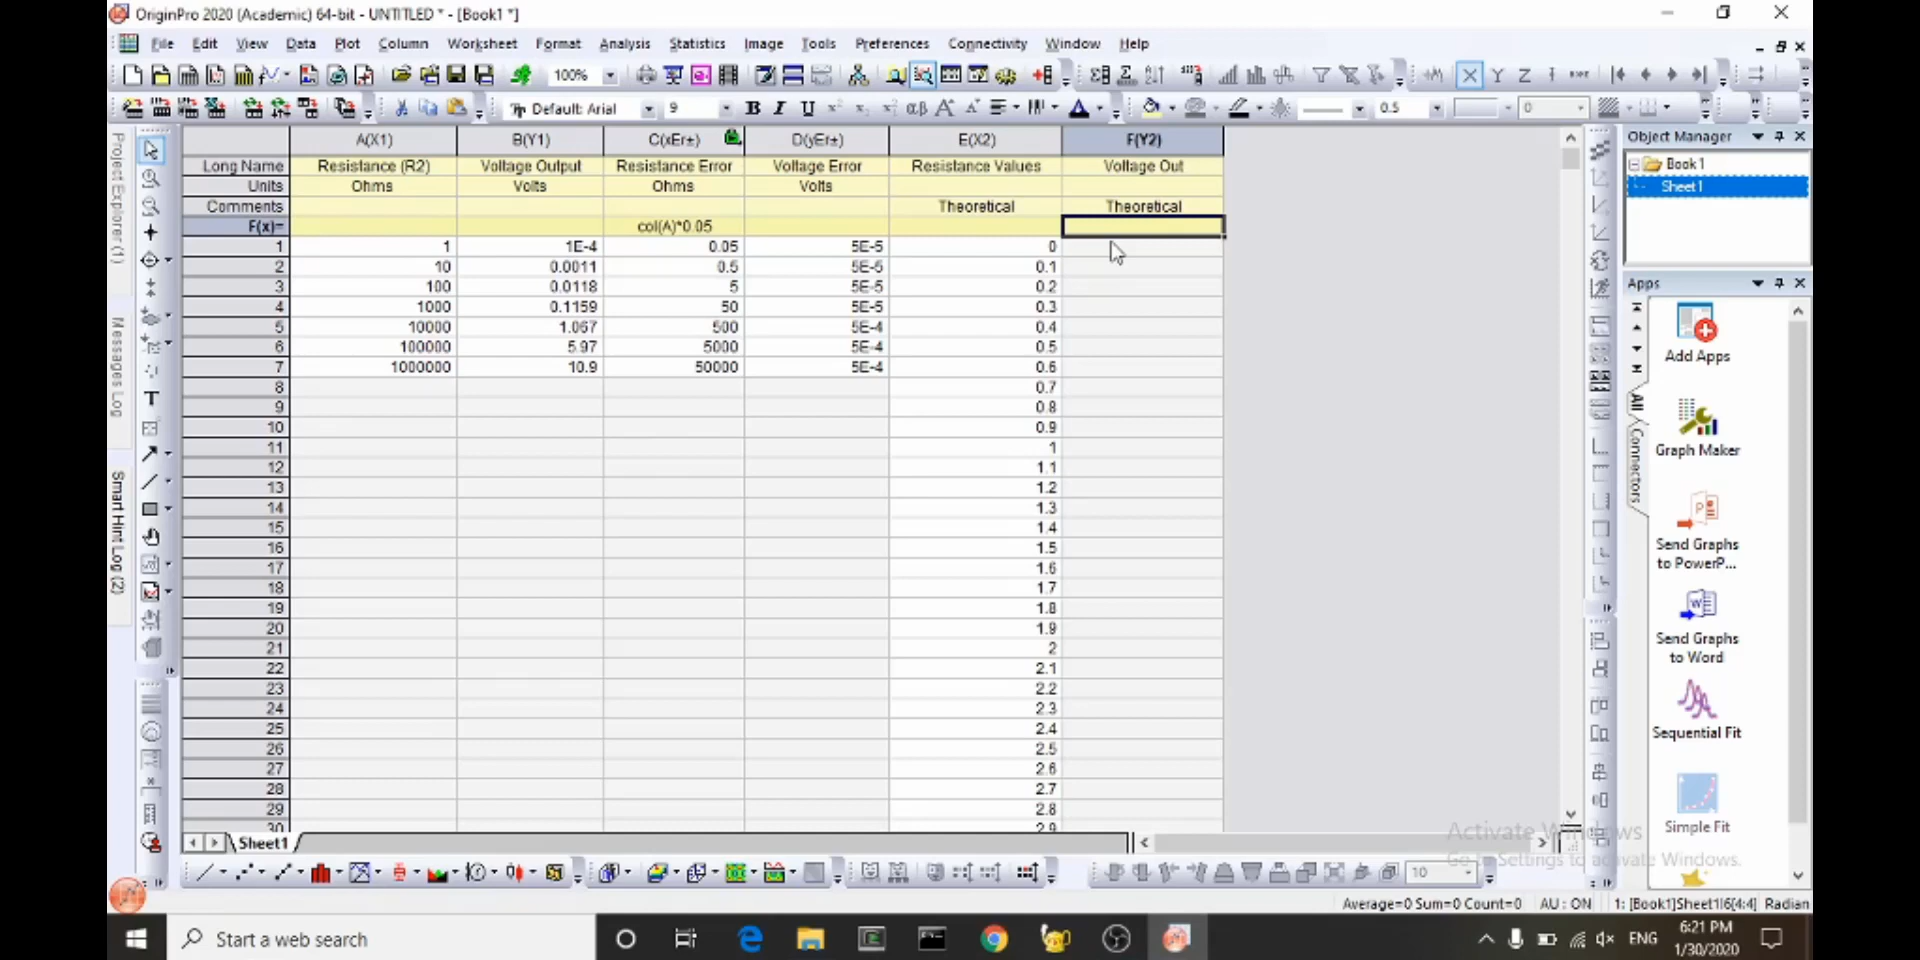 OriginPro 2020 (Academic) 64-bit - UNTITLED * - [Book1 *]
File Edit View Data Plot Column Worksheet Format Analysis Statistics Image Tools Preferences Connectivity Window Help
100%
Default: Arial 9 B I U αβ A A 0.5 0
A(X1) B(Y1) C(xEr±) D(yEr±) E(X2) F(Y2)
Long Name Resistance (R2) Voltage Output Resistance Error Voltage Error Resistance Values Voltage Out
Units Ohms Volts Ohms Volts
Comments Theoretical Theoretical
F(x)= col(A)*0.05
1 1 1E-4 0.05 5E-5 0
2 10 0.0011 0.5 5E-5 0.1
3 100 0.0118 5 5E-5 0.2
4 1000 0.1159 50 5E-5 0.3
5 10000 1.067 500 5E-4 0.4
6 100000 5.97 5000 5E-4 0.5
7 1000000 10.9 50000 5E-4 0.6
8 0.7
9 0.8
10 0.9
11 1
12 1.1
13 1.2
14 1.3
15 1.4
16 1.5
17 1.6
18 1.7
19 1.8
20 1.9
21 2
22 2.1
23 2.2
24 2.3
25 2.4
26 2.5
27 2.6
28 2.7
29 2.8
30 2.9
Sheet1
Project Explorer (1)
Messages Log
Smart Hint Log (2)
Object Manager
Book1
Sheet1
Apps
All
Connectors
Add Apps
Graph Maker
Send Graphs
to PowerP...
Send Graphs
to Word
Sequential Fit
Simple Fit
Activate Windows
Go to Settings to activate Windows.
10
Average=0 Sum=0 Count=0 AU : ON 1: [Book1]Sheet1!6[4:4] Radian
Start a web search
ENG
6:21 PM
1/30/2020